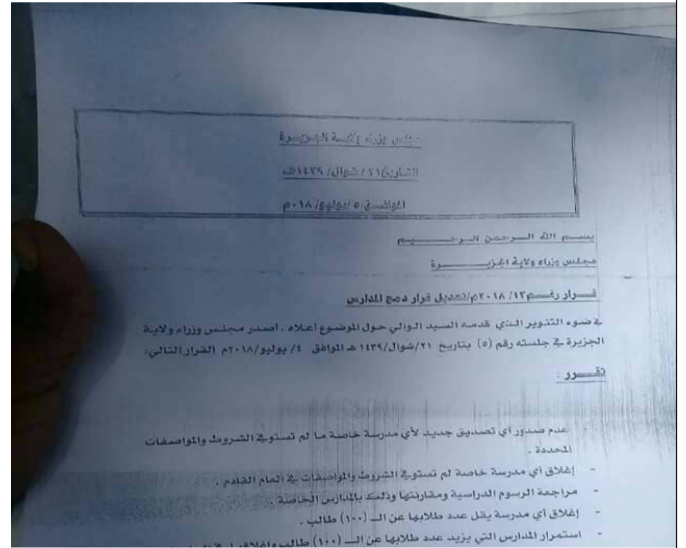 مجلس وزراء ولاية الجزيرة
التاريخ ٢١/ شوال/ ١٤٣٩هـ
الموافق: ٥/يوليو/ ٢٠١٨م
بسم الله الرحمن الرحيم
مجلس وزراء ولاية الجزيرة
قرار رقم ١٢/ ٢٠١٨م/تعديل قرار دمج المدارس
في ضوء التنوير الذي قدمه السيد الوالي حول الموضوع أعلاه . أصدر مجلس وزراء ولاية
الجزيرة في جلسته رقم (٥) بتاريخ ٢١/شوال/١٤٣٩ هـ الموافق ٤/ يوليو/٢٠١٨م القرار التالي:
تقرر :
- عدم صدور أي تصديق جديد لأي مدرسة خاصة ما لم تستوفي الشروط والمواصفات
المحددة .
- إغلاق أي مدرسة خاصة لم تستوفي الشروط والمواصفات في العام القادم .
- مراجعة الرسوم الدراسية ومقارنتها وذلك بالمدارس الخاصة .
- إغلاق أي مدرسة يقل عدد طلابها عن الـ (١٠٠) طالب .
- استمرار المدارس التي يزيد عدد طلابها عن الـ (١٠٠) طالب